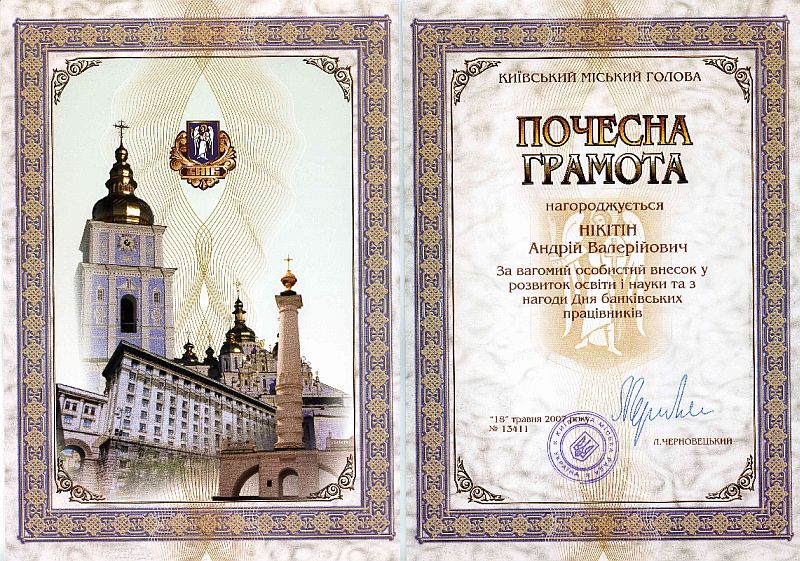 КИЇВ
КИЇВСЬКИЙ МІСЬКИЙ ГОЛОВА
ПОЧЕСНА
ГРАМОТА
нагороджується
НІКІТІН
Андрій Валерійович
За вагомий особистий внесок у
розвиток освіти і науки та з
нагоди Дня банківських
працівників
"18" травня 2007 року
№ 13411
Л.ЧЕРНОВЕЦЬКИЙ